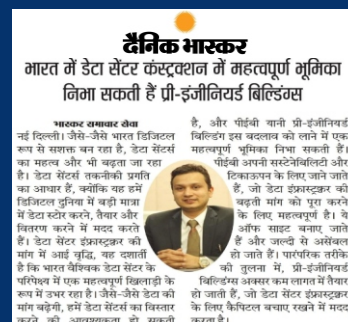 दैनिक भास्कर
भारत में डेटा सेंटर कंस्ट्रक्शन में महत्वपूर्ण भूमिका
निभा सकती हैं प्री-इंजीनियर्ड बिल्डिंग्स
भास्कर समाचार सेवा
नई दिल्ली। जैसे-जैसे भारत डिजिटल
रूप से सशक्त बन रहा है, डेटा सेंटर्स
का महत्व और भी बढ़ता जा रहा
है। डेटा सेंटर्स तकनीकी प्रगति
का आधार हैं, क्योंकि यह हमें
डिजिटल दुनिया में बड़ी मात्रा
में डेटा स्टोर करने, तैयार और
वितरण करने में मदद करते
हैं। डेटा सेंटर इंफ्रास्ट्रक्चर की
मांग में आई वृद्धि, यह दर्शाती
है कि भारत वैश्विक डेटा सेंटर के
परिप्रेक्ष्य में एक महत्वपूर्ण खिलाड़ी के
रूप में उभर रहा है। जैसे-जैसे डेटा की
मांग बढ़ेगी, हमें डेटा सेंटर्स का विस्तार
करने की आवश्यकता हो सकती
है, और पीईबी यानी प्री-इंजीनियर्ड
बिल्डिंग इस बदलाव को लाने में एक
महत्वपूर्ण भूमिका निभा सकती हैं।
पीईबी अपनी सस्टेनेबिलिटी और
टिकाऊपन के लिए जाने जाते
हैं, जो डेटा इंफ्रास्ट्रक्चर की
बढ़ती मांग को पूरा करने
के लिए महत्वपूर्ण है। ये
ऑफ साइट बनाए जाते
हैं और जल्दी से असेंबल
हो जाते हैं। पारंपरिक तरीके
की तुलना में, प्री-इंजीनियर्ड
बिल्डिंग्स अक्सर कम लागत में तैयार
हो जाती हैं, जो डेटा सेंटर इंफ्रास्ट्रक्चर
के लिए कैपिटल बचाए रखने में मदद
करता है।